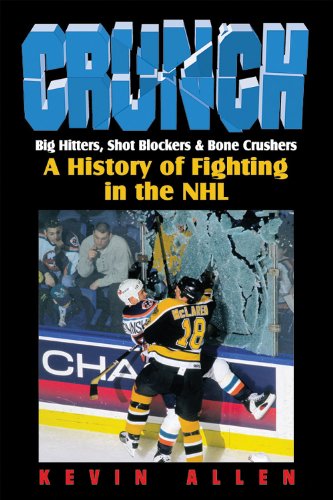 CRUNCH
Big Hitters, Shot Blockers & Bone Crushers
A History of Fighting
in the NHL
McLAREN
18
CHA
KEVIN ALLEN